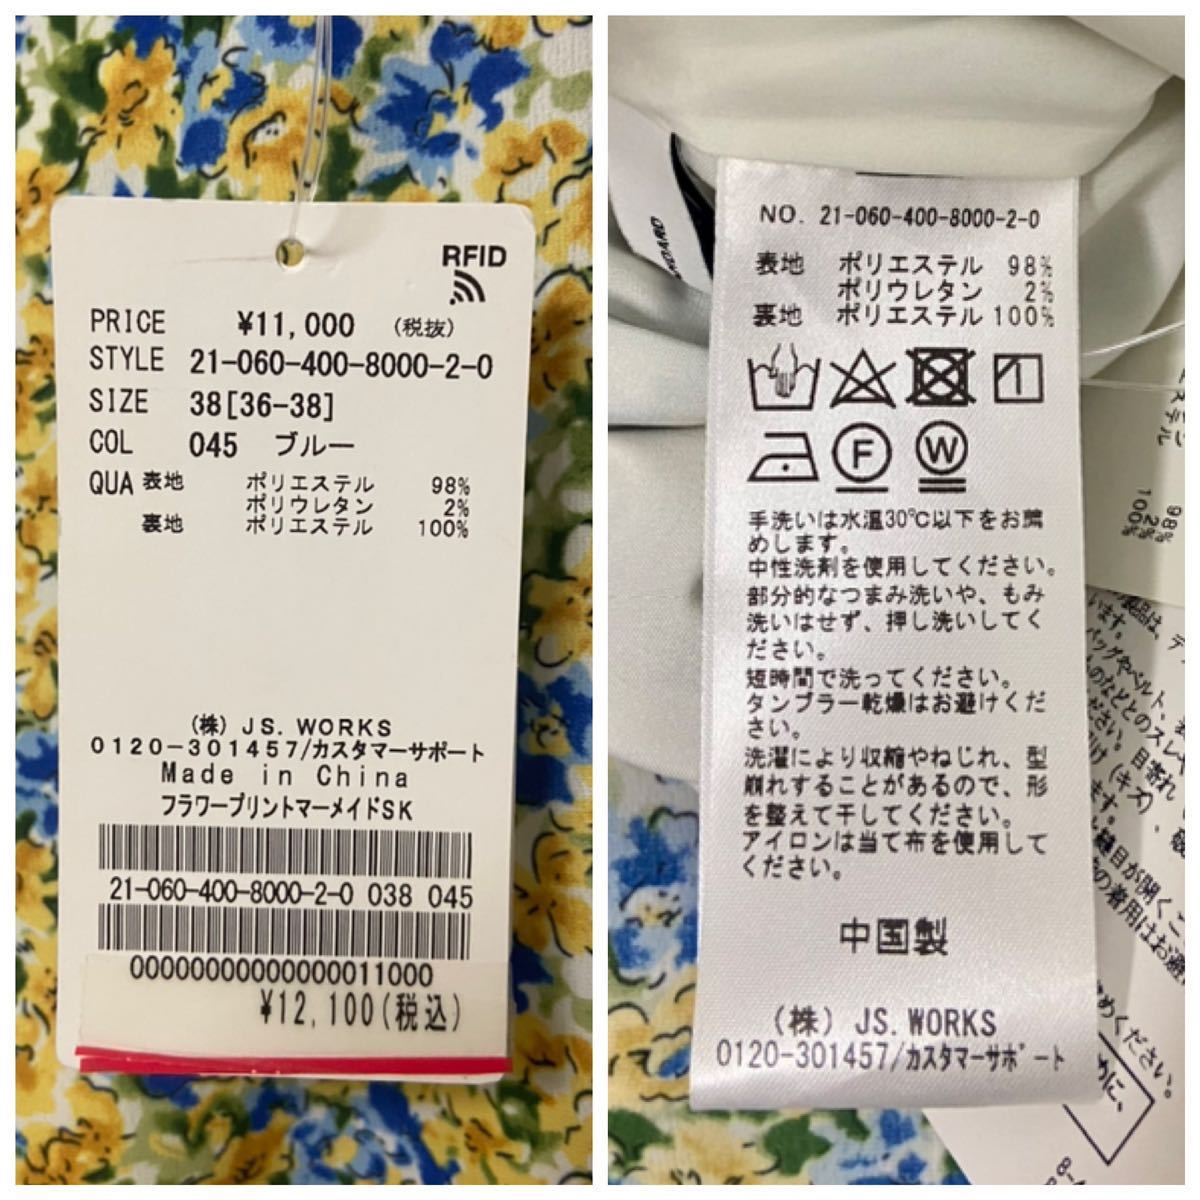 RFID
PRICE ¥11,000 (税抜)
STYLE 21-060-400-8000-2-0
SIZE 38[36-38]
COL 045 ブルー
QUA 表地 ポリエステル 98%
ポリウレタン 2%
裏地 ポリエステル 100%
(株) JS.WORKS
0120-301457/カスタマーサポート
Made in China
フラワープリントマーメイドSK
21-060-400-8000-2-0 038 045
00000000000000011000
¥12,100(税込)
NO. 21-060-400-8000-2-0
表地 ポリエステル 98%
ポリウレタン 2%
裏地 ポリエステル 100%
F W
手洗いは水温30℃以下をお薦
めします。
中性洗剤を使用してください。
部分的なつまみ洗いや、もみ
洗いはせず、押し洗いしてく
ださい。
短時間で洗ってください。
タンブラー乾燥はお避けくだ
さい。
洗濯により収縮やねじれ、型
崩れすることがあるので、形
を整えて干してください。
アイロンは当て布を使用して
ください。
中国製
(株) JS.WORKS
0120-301457/カスタマーサポート
98%
2%
100%